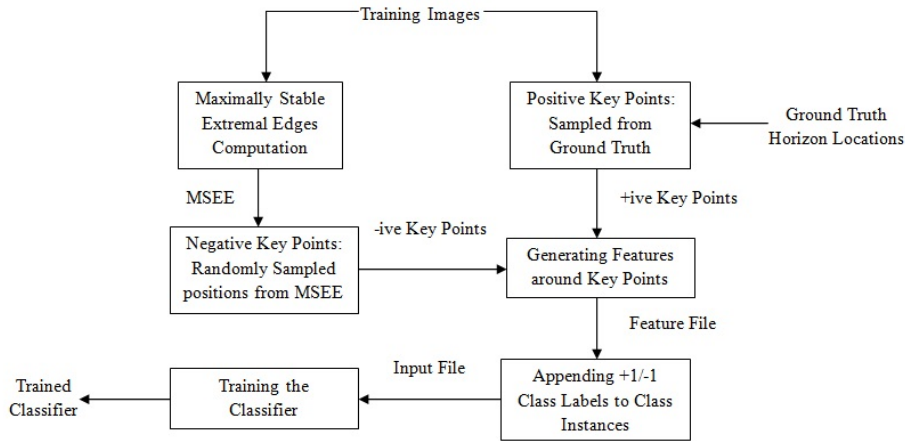 Training Images
Maximally Stable
Extremal Edges
Computation
Positive Key Points:
Sampled from
Ground Truth
Ground Truth
Horizon Locations
MSEE
+ive Key Points
Negative Key Points:
Randomly Sampled
positions from MSEE
-ive Key Points
Generating Features
around Key Points
Feature File
Appending +1/-1
Class Labels to Class
Instances
Input File
Training the
Classifier
Trained
Classifier